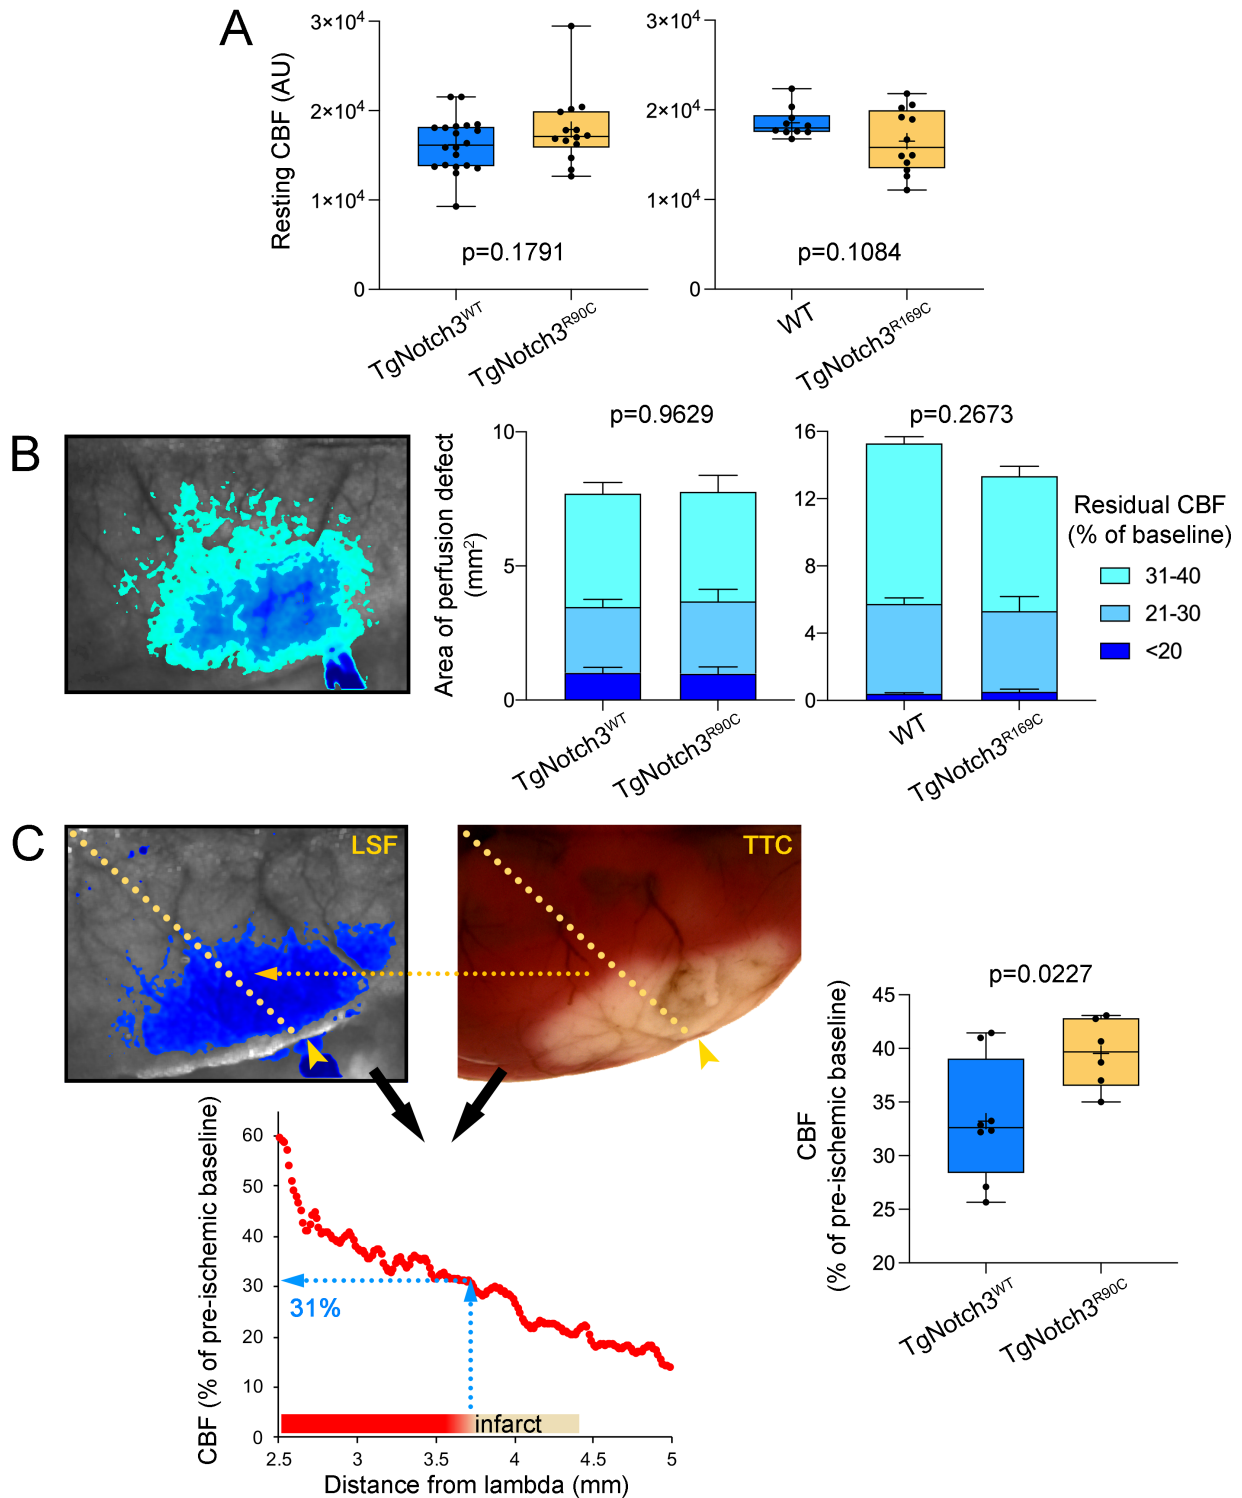 A
Resting CBF (AU)
3×10⁴
2×10⁴
1×10⁴
0
p=0.1791
TgNotch3^WT
TgNotch3^R90C
3×10⁴
2×10⁴
1×10⁴
0
p=0.1084
WT
TgNotch3^R169C
B
Area of perfusion defect
(mm²)
10
5
0
p=0.9629
TgNotch3^WT
TgNotch3^R90C
16
12
8
4
0
p=0.2673
WT
TgNotch3^R169C
Residual CBF
(% of baseline)
31-40
21-30
<20
C
LSF
TTC
CBF (% of pre-ischemic baseline)
60
50
40
30
20
10
0
31%
infarct
2.5 3 3.5 4 4.5 5
Distance from lambda (mm)
CBF
(% of pre-ischemic baseline)
45
40
35
30
25
20
p=0.0227
TgNotch3^WT
TgNotch3^R90C